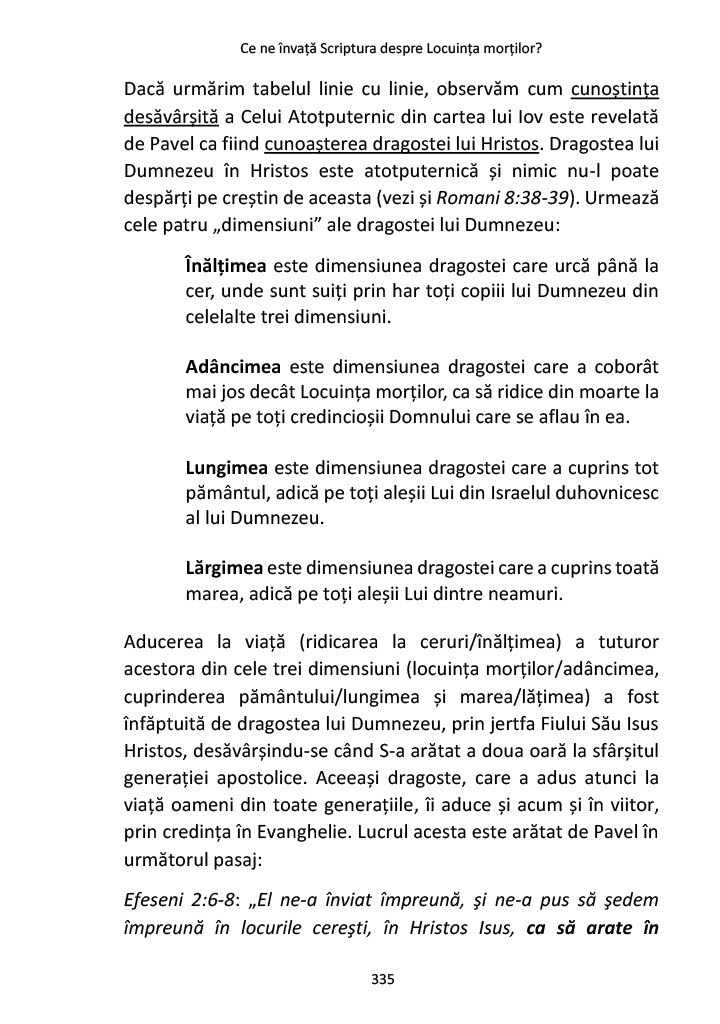 Ce ne învață Scriptura despre Locuința morților?
Dacă urmărim tabelul linie cu linie, observăm cum cunoștința
desăvârșită a Celui Atotputernic din cartea lui Iov este revelată
de Pavel ca fiind cunoaşterea dragostei lui Hristos. Dragostea lui
Dumnezeu în Hristos este atotputernică și nimic nu-l poate
despărți pe creștin de aceasta (vezi și Romani 8:38-39). Urmează
cele patru „dimensiuni” ale dragostei lui Dumnezeu:
Înălțimea este dimensiunea dragostei care urcă până la
cer, unde sunt suiți prin har toți copiii lui Dumnezeu din
celelalte trei dimensiuni.
Adâncimea este dimensiunea dragostei care a coborât
mai jos decât Locuința morților, ca să ridice din moarte la
viață pe toți credincioșii Domnului care se aflau în ea.
Lungimea este dimensiunea dragostei care a cuprins tot
pământul, adică pe toți aleșii Lui din Israelul duhovnicesc
al lui Dumnezeu.
Lărgimea este dimensiunea dragostei care a cuprins toată
marea, adică pe toți aleșii Lui dintre neamuri.
Aducerea la viață (ridicarea la ceruri/înălțimea) a tuturor
acestora din cele trei dimensiuni (locuința morților/adâncimea,
cuprinderea pământului/lungimea și marea/lățimea) a fost
înfăptuită de dragostea lui Dumnezeu, prin jertfa Fiului Său Isus
Hristos, desăvârșindu-se când S-a arătat a doua oară la sfârșitul
generației apostolice. Aceeași dragoste, care a adus atunci la
viață oameni din toate generațiile, îi aduce și acum și în viitor,
prin credința în Evanghelie. Lucrul acesta este arătat de Pavel în
următorul pasaj:
Efeseni 2:6-8: „El ne-a înviat împreună, şi ne-a pus să şedem
împreună în locurile cereşti, în Hristos Isus, ca să arate în
335